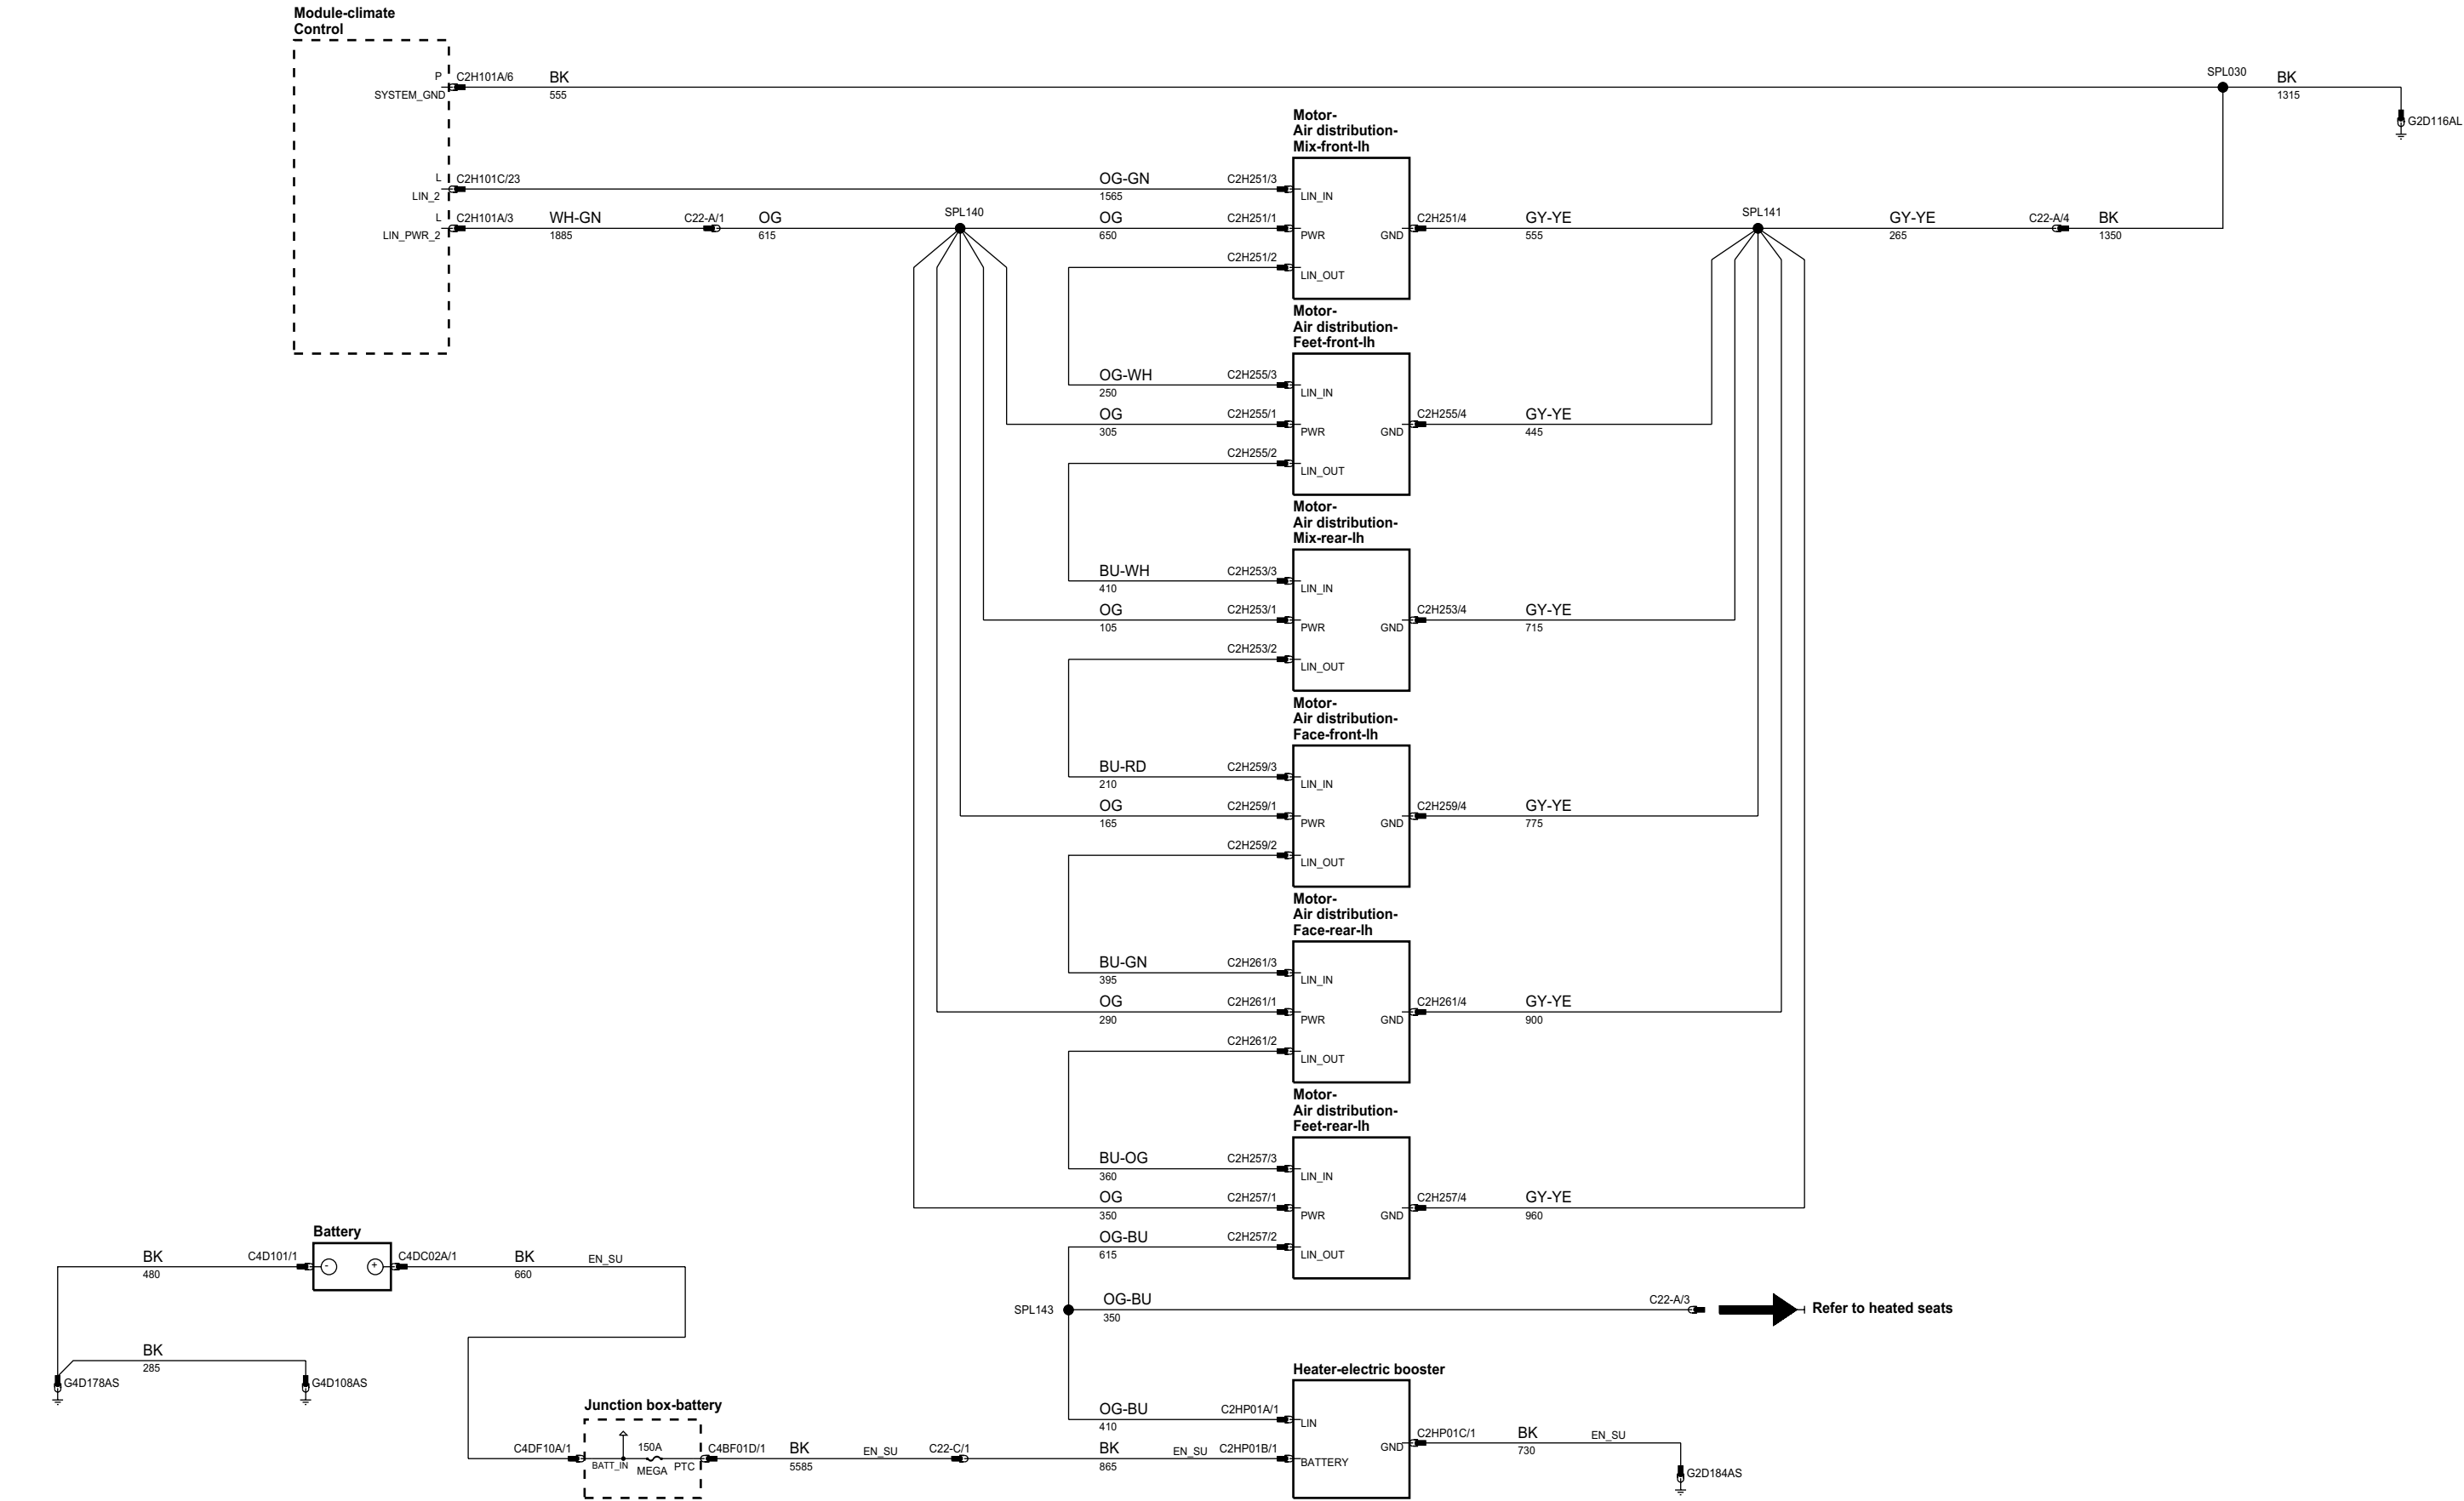 Module-climate
Control
P C2H101A/6 BK
SYSTEM_GND 555
SPL030 BK
1315
G2D116AL
Motor-
Air distribution-
Mix-front-lh
L C2H101C/23 OG-GN C2H251/3
LIN_2 1565 LIN_IN
L C2H101A/3 WH-GN C22-A/1 OG SPL140 OG C2H251/1 C2H251/4 GY-YE SPL141 GY-YE C22-A/4 BK
LIN_PWR_2 1885 615 650 PWR GND 555 265 1350
C2H251/2
LIN_OUT
Motor-
Air distribution-
Feet-front-lh
OG-WH C2H255/3
250 LIN_IN
OG C2H255/1 C2H255/4 GY-YE
305 PWR GND 445
C2H255/2
LIN_OUT
Motor-
Air distribution-
Mix-rear-lh
BU-WH C2H253/3
410 LIN_IN
OG C2H253/1 C2H253/4 GY-YE
105 PWR GND 715
C2H253/2
LIN_OUT
Motor-
Air distribution-
Face-front-lh
BU-RD C2H259/3
210 LIN_IN
OG C2H259/1 C2H259/4 GY-YE
165 PWR GND 775
C2H259/2
LIN_OUT
Motor-
Air distribution-
Face-rear-lh
BU-GN C2H261/3
395 LIN_IN
OG C2H261/1 C2H261/4 GY-YE
290 PWR GND 900
C2H261/2
LIN_OUT
Motor-
Air distribution-
Feet-rear-lh
BU-OG C2H257/3
360 LIN_IN
OG C2H257/1 C2H257/4 GY-YE
350 PWR GND 960
OG-BU C2H257/2
615 LIN_OUT
Battery
BK C4D101/1 - + C4DC02A/1 BK EN_SU
480 660
SPL143 OG-BU C22-A/3 Refer to heated seats
350
BK
285
G4D178AS G4D108AS
Heater-electric booster
Junction box-battery
OG-BU C2HP01A/1
410 LIN
C4DF10A/1 150A C4BF01D/1 BK EN_SU C22-C/1 BK EN_SU C2HP01B/1
BATT_IN MEGA PTC 5585 865 BATTERY
GND C2HP01C/1 BK EN_SU
730
G2D184AS